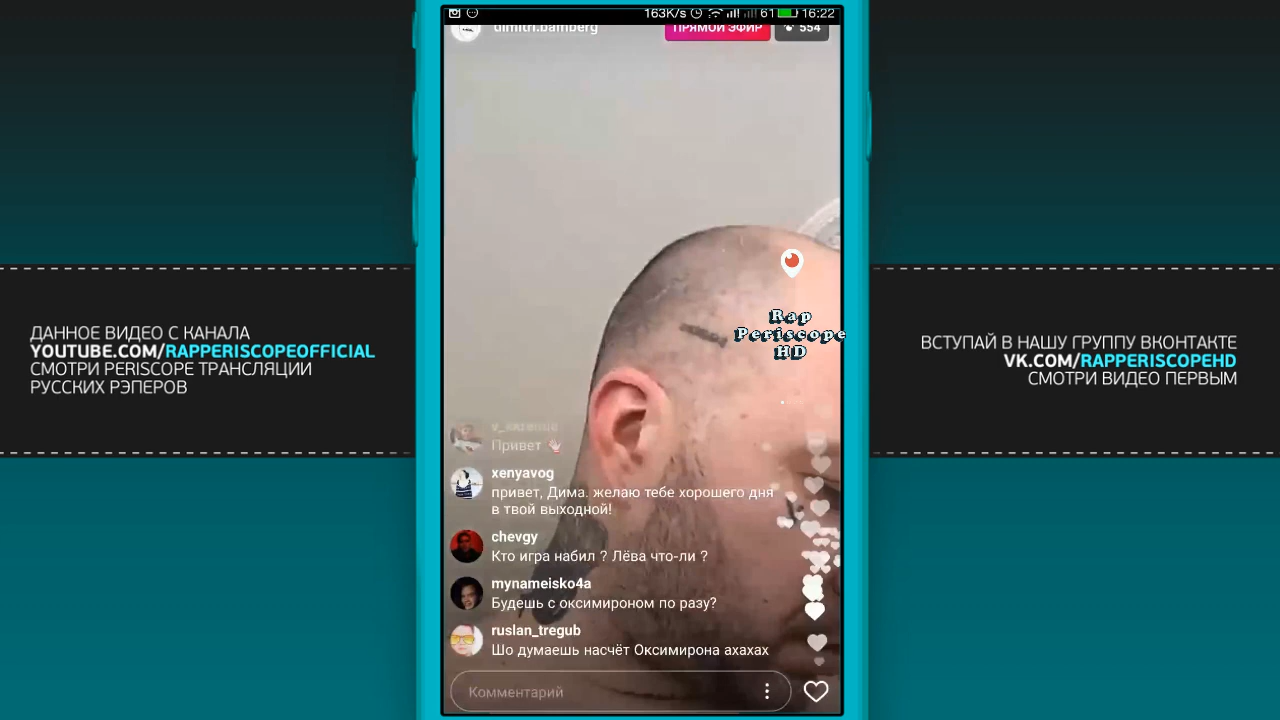 163K/s 61 16:22
dimitri.bamberg ПРЯМОЙ ЭФИР 554
Rap
Periscope
HD
ДАННОЕ ВИДЕО С КАНАЛА
YOUTUBE.COM/RAPPERISCOPEOFFICIAL
СМОТРИ PERISCOPE ТРАНСЛЯЦИИ
РУССКИХ РЭПЕРОВ
ВСТУПАЙ В НАШУ ГРУППУ ВКОНТАКТЕ
VK.COM/RAPPERISCOPEHD
СМОТРИ ВИДЕО ПЕРВЫМ
Привет
xenyavog
привет, Дима. желаю тебе хорошего дня
в твой выходной!
chevgy
Кто игра набил ? Лёва что-ли ?
mynameisko4a
Будешь с оксимироном по разу?
ruslan_tregub
Шо думаешь насчёт Оксимирона ахахах
Комментарий